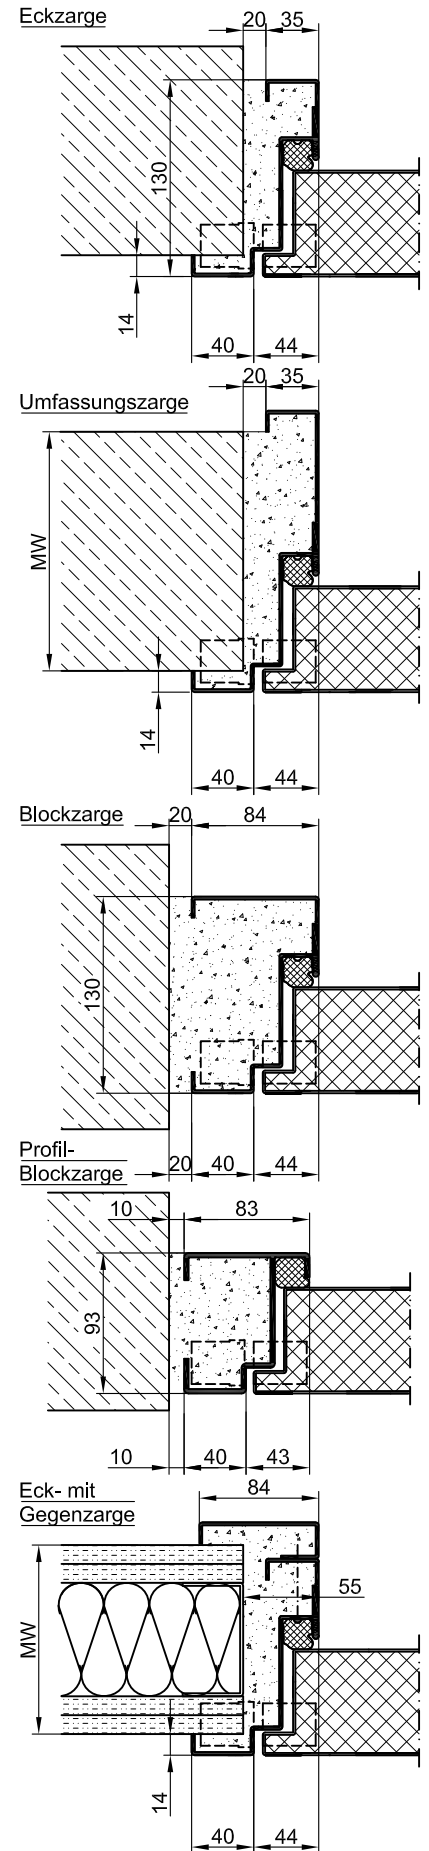 Eckzarge
20 35
130
14
40 44
20 35
Umfassungszarge
MW
14
40 44
Blockzarge
20 84
130
Profil-
Blockzarge
20 40 44
10 83
93
10 40 43
Eck- mit
Gegenzarge
84
55
MW
14
40 44